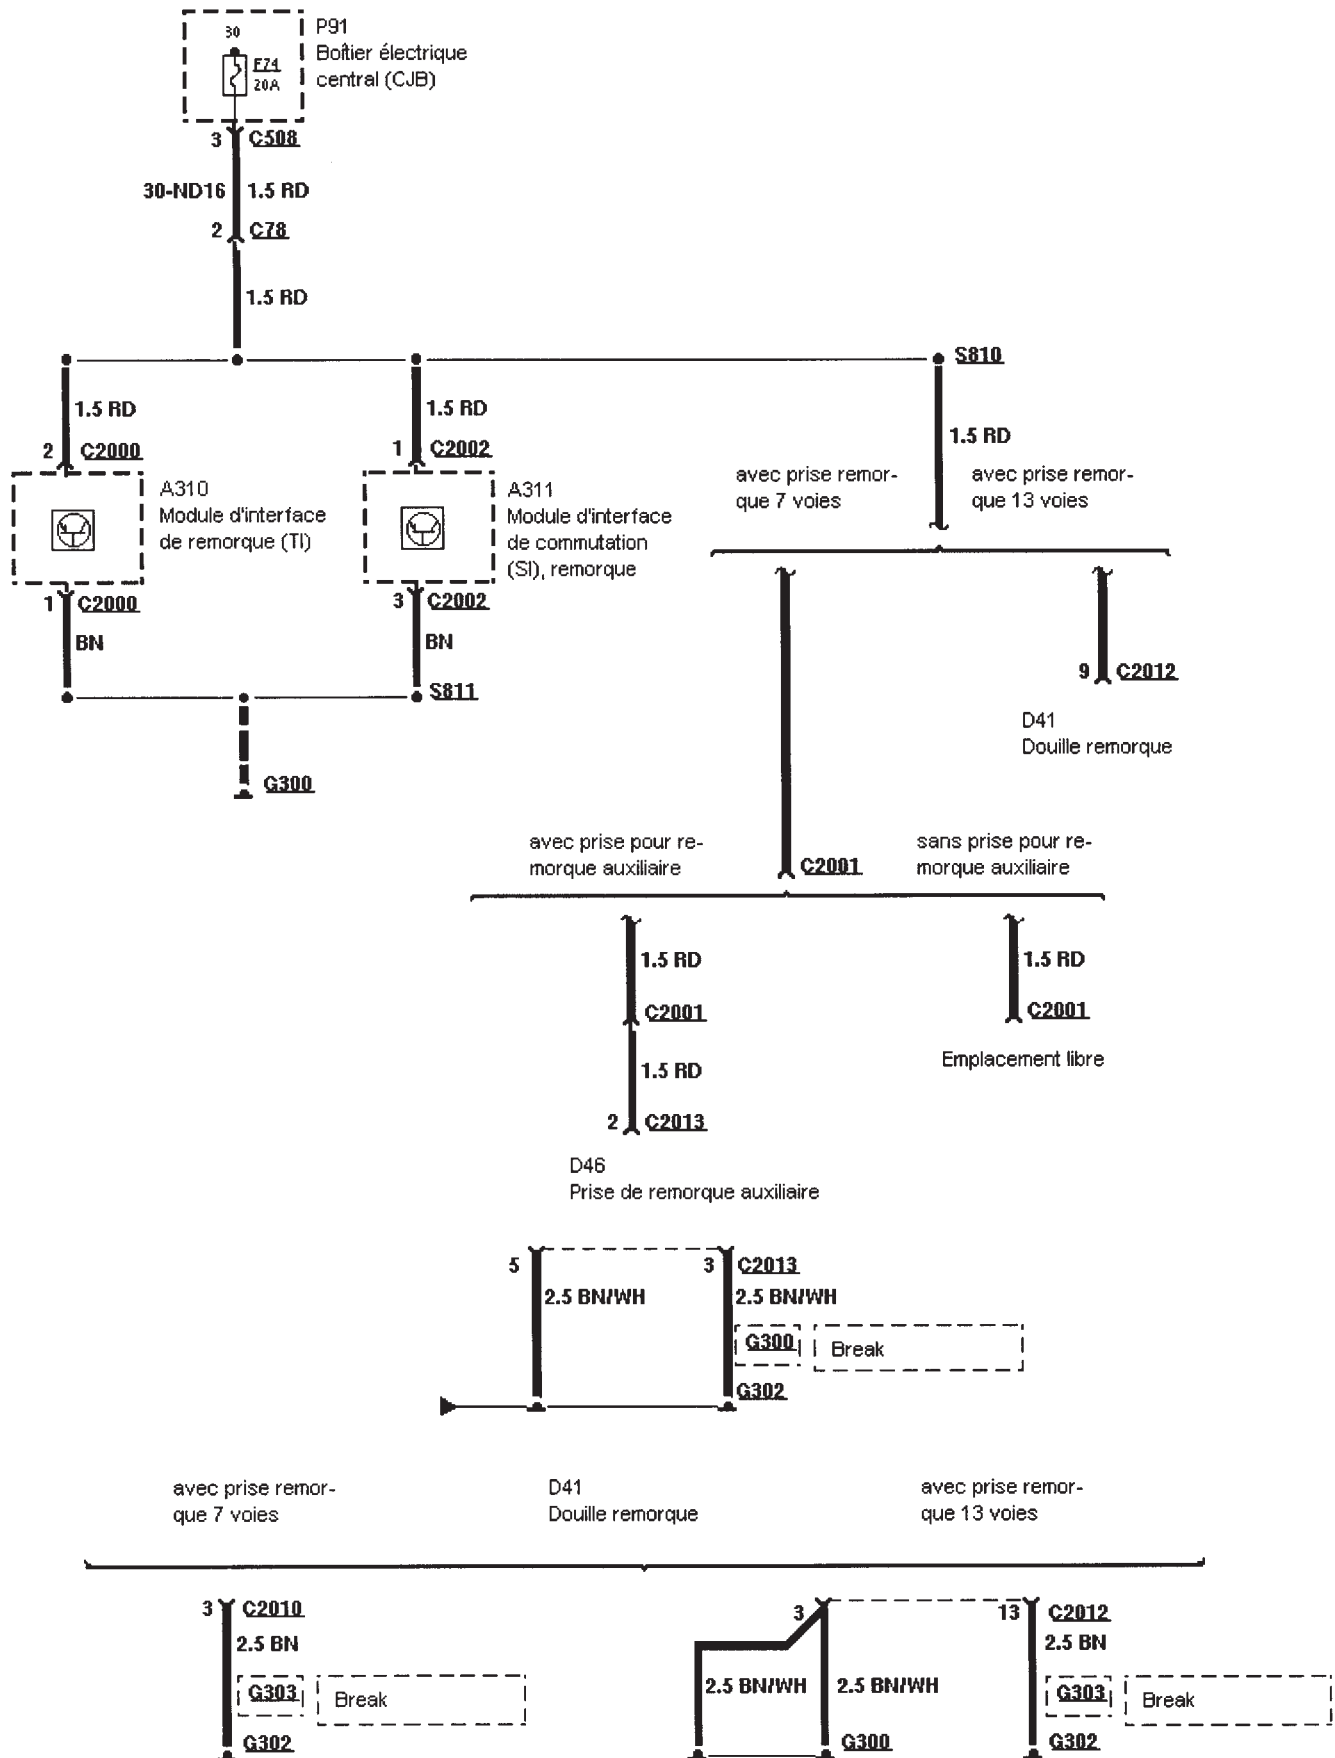 30
P91
Boîtier électrique
central (CJB)
F74
20A
3 C508
30-ND16 1.5 RD
2 C78
1.5 RD
S810
1.5 RD
1.5 RD
1.5 RD
2 C2000
1 C2002
avec prise remor-
que 7 voies
avec prise remor-
que 13 voies
A310
Module d'interface
de remorque (TI)
A311
Module d'interface
de commutation
(SI), remorque
1 C2000
3 C2002
BN
BN
9 C2012
S811
D41
Douille remorque
G300
avec prise pour re-
morque auxiliaire
C2001
sans prise pour re-
morque auxiliaire
1.5 RD
1.5 RD
C2001
C2001
Emplacement libre
1.5 RD
2 C2013
D46
Prise de remorque auxiliaire
5
3 C2013
2.5 BN/WH
2.5 BN/WH
G300
Break
G302
avec prise remor-
que 7 voies
D41
Douille remorque
avec prise remor-
que 13 voies
3 C2010
3
13 C2012
2.5 BN
2.5 BN
2.5 BN/WH
2.5 BN/WH
G303
Break
G303
Break
G302
G300
G302